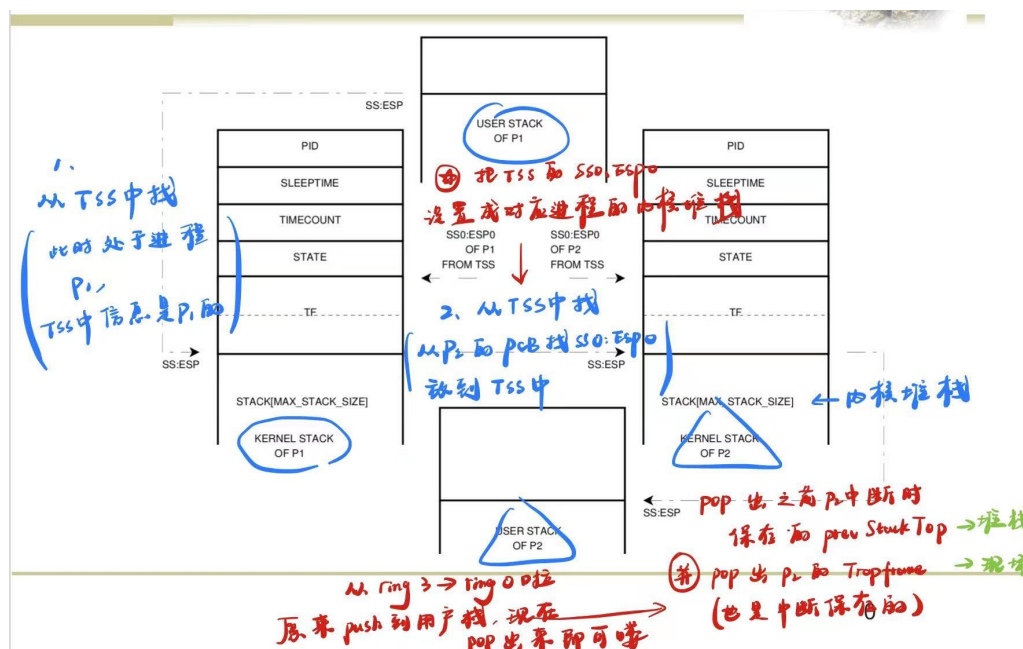 SS:ESP
USER STACK
OF P1
PID
SLEEPTIME
TIMECOUNT
STATE
TF
SS:ESP
STACK[MAX_STACK_SIZE]
KERNEL STACK
OF P1
1.
从TSS中找
此时处于进程
P1,
TSS中信息是P1的
把TSS的SS0,ESP0
设置成对应进程的内核堆栈
SS0:ESP0
OF P1
FROM TSS
SS0:ESP0
OF P2
FROM TSS
2、从TSS中找
从P2的PCB找SS0:ESP0
放到TSS中
PID
SLEEPTIME
TIMECOUNT
STATE
TF
SS:ESP
STACK[MAX_STACK_SIZE]
←内核堆栈
KERNEL STACK
OF P2
USER STACK
OF P2
SS:ESP
pop出之前P2中断时
保存的prevStackTop →堆栈
pop出P2的Trapframe →现场
(也是中断保存的)
从ring 3→ring 0时
原来push到用户栈,现在
pop出来即可喽